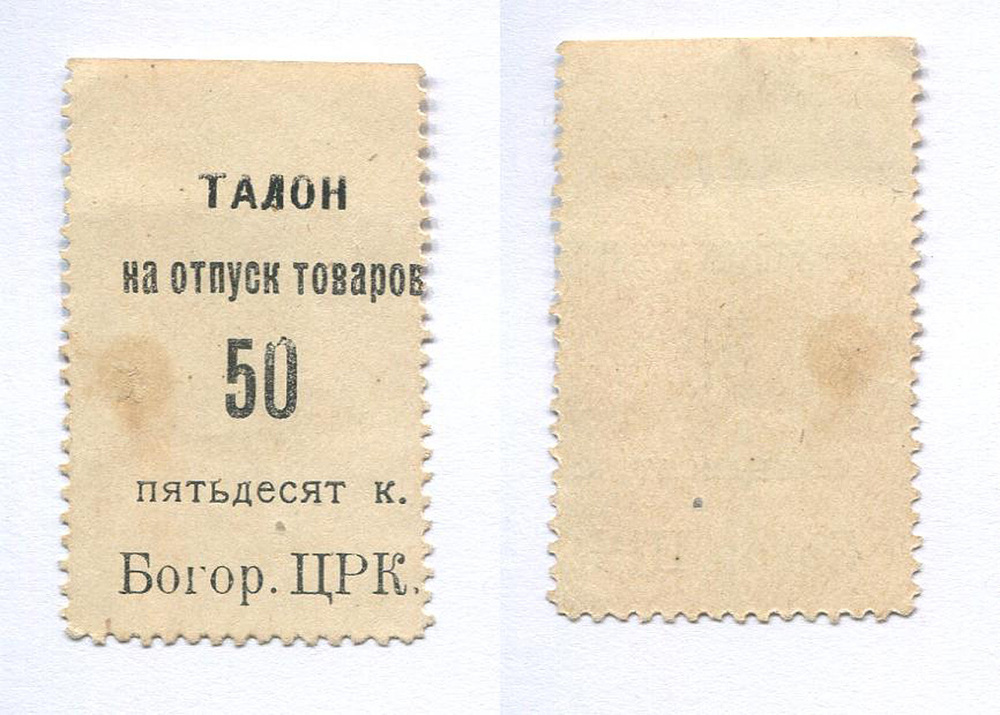 ТАЛОН
на отпуск товаров
50
пятьдесят к.
Богор. ЦРК.